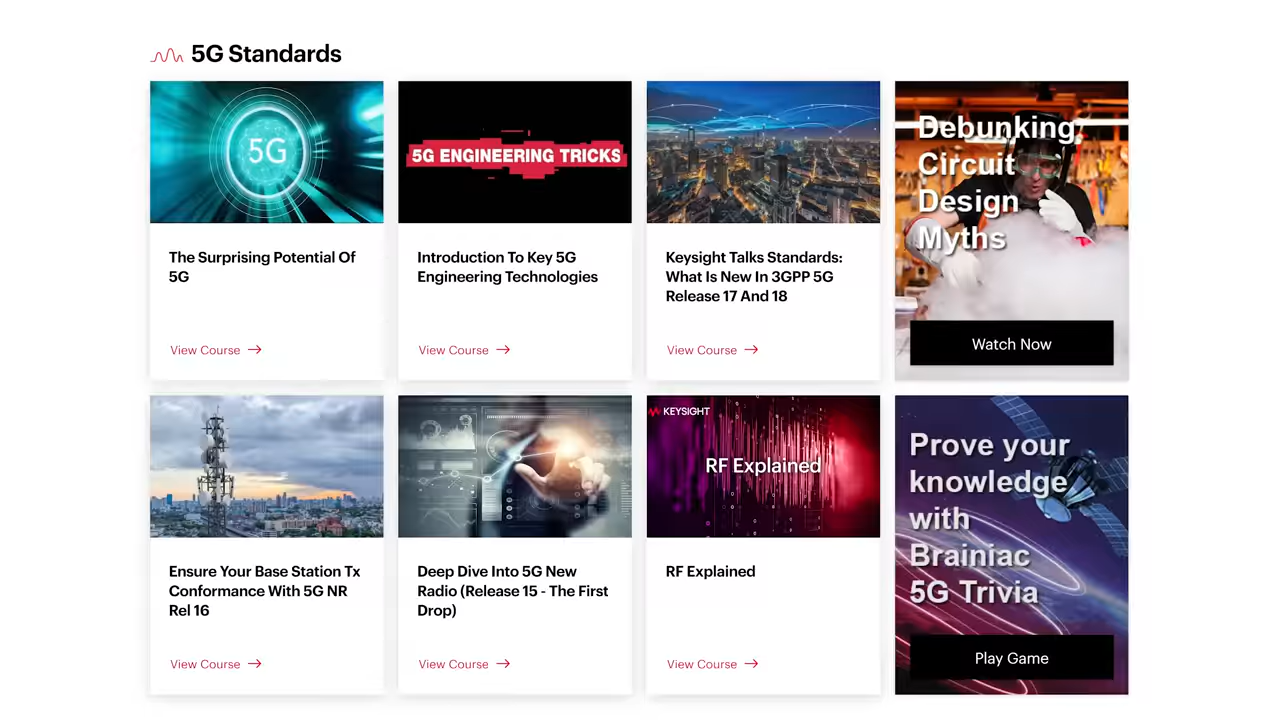 5G Standards
5G
5G ENGINEERING TRICKS
Debunking
Circuit
Design
Myths
The Surprising Potential Of
5G
Introduction To Key 5G
Engineering Technologies
Keysight Talks Standards:
What Is New In 3GPP 5G
Release 17 And 18
View Course
View Course
View Course
Watch Now
KEYSIGHT
RF Explained
Prove your
knowledge
with
Brainiac
5G Trivia
Ensure Your Base Station Tx
Conformance With 5G NR
Rel 16
Deep Dive Into 5G New
Radio (Release 15 - The First
Drop)
RF Explained
View Course
View Course
View Course
Play Game